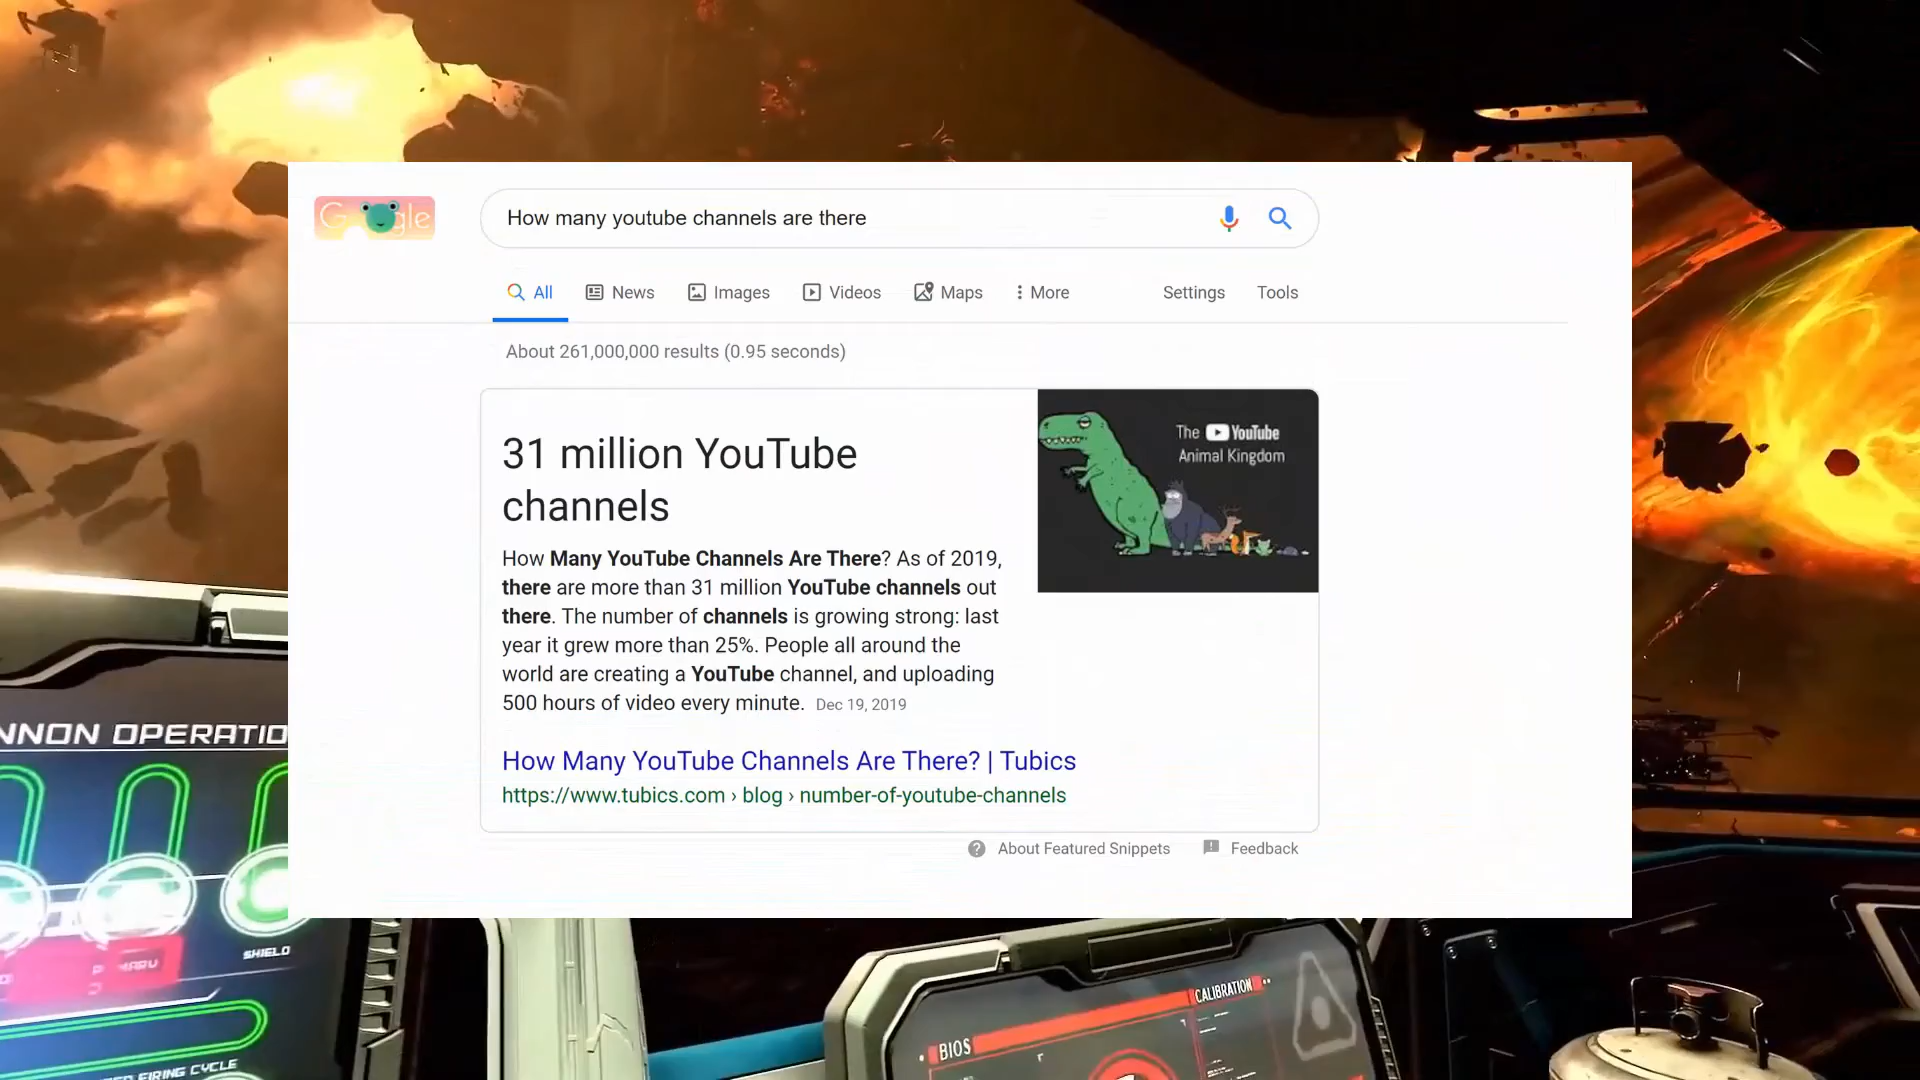 Google
How many youtube channels are there
All
News
Images
Videos
Maps
More
Settings
Tools
About 261,000,000 results (0.95 seconds)
31 million YouTube
channels
The YouTube
Animal Kingdom
How Many YouTube Channels Are There? As of 2019,
there are more than 31 million YouTube channels out
there. The number of channels is growing strong: last
year it grew more than 25%. People all around the
world are creating a YouTube channel, and uploading
500 hours of video every minute. Dec 19, 2019
How Many YouTube Channels Are There? | Tubics
https://www.tubics.com › blog › number-of-youtube-channels
About Featured Snippets
Feedback
NNON OPERATIO
SHIELD
FIRING CYCLE
CALIBRATION
BIOS